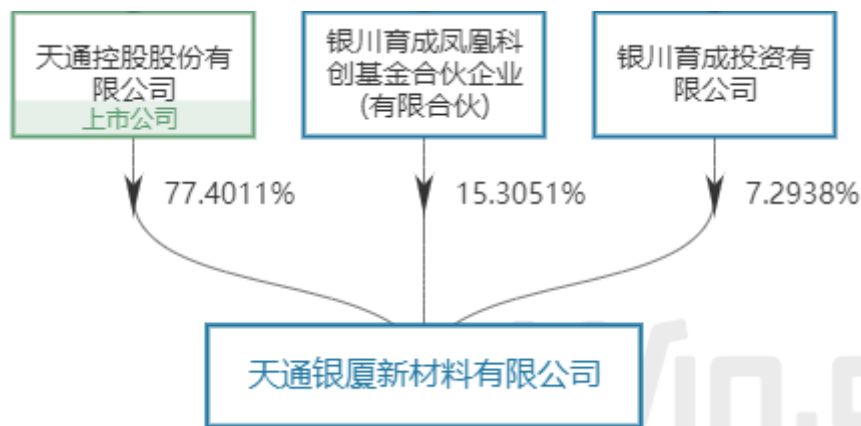 天通控股股份有
限公司
上市公司
银川育成凤凰科
创基金合伙企业
(有限合伙)
银川育成投资有
限公司
77.4011%
15.3051%
7.2938%
天通银厦新材料有限公司